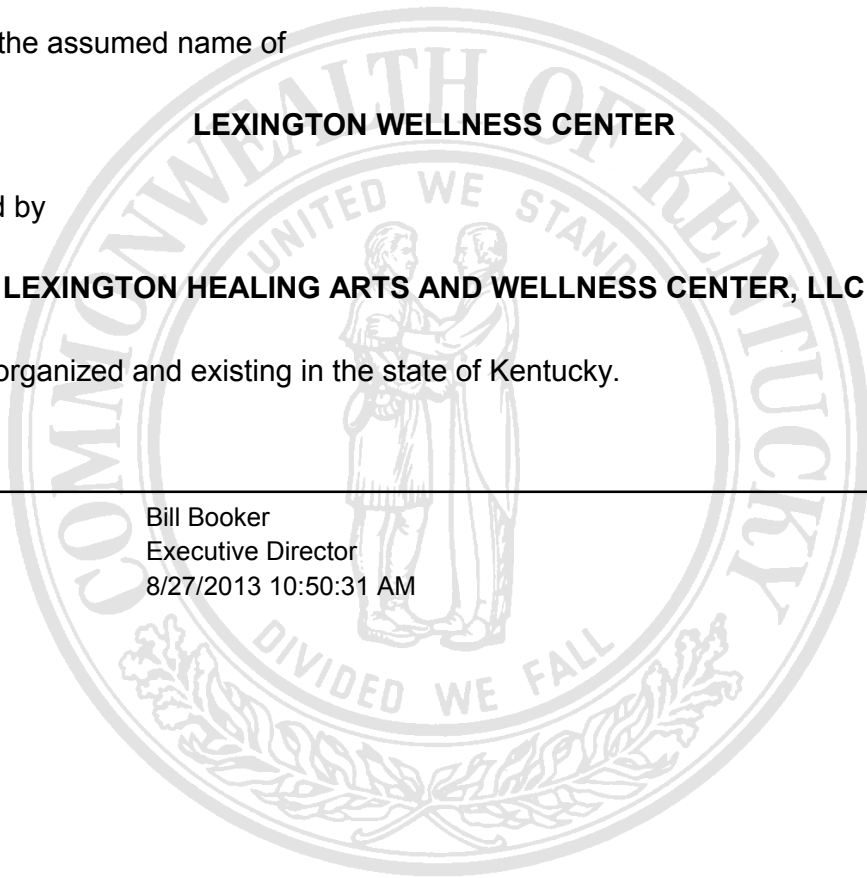 the assumed name of
LEXINGTON WELLNESS CENTER
d by
LEXINGTON HEALING ARTS AND WELLNESS CENTER, LLC
organized and existing in the state of Kentucky.
Bill Booker
Executive Director
8/27/2013 10:50:31 AM
COMMONWEALTH OF KENTUCKY
UNITED WE STAND
DIVIDED WE FALL